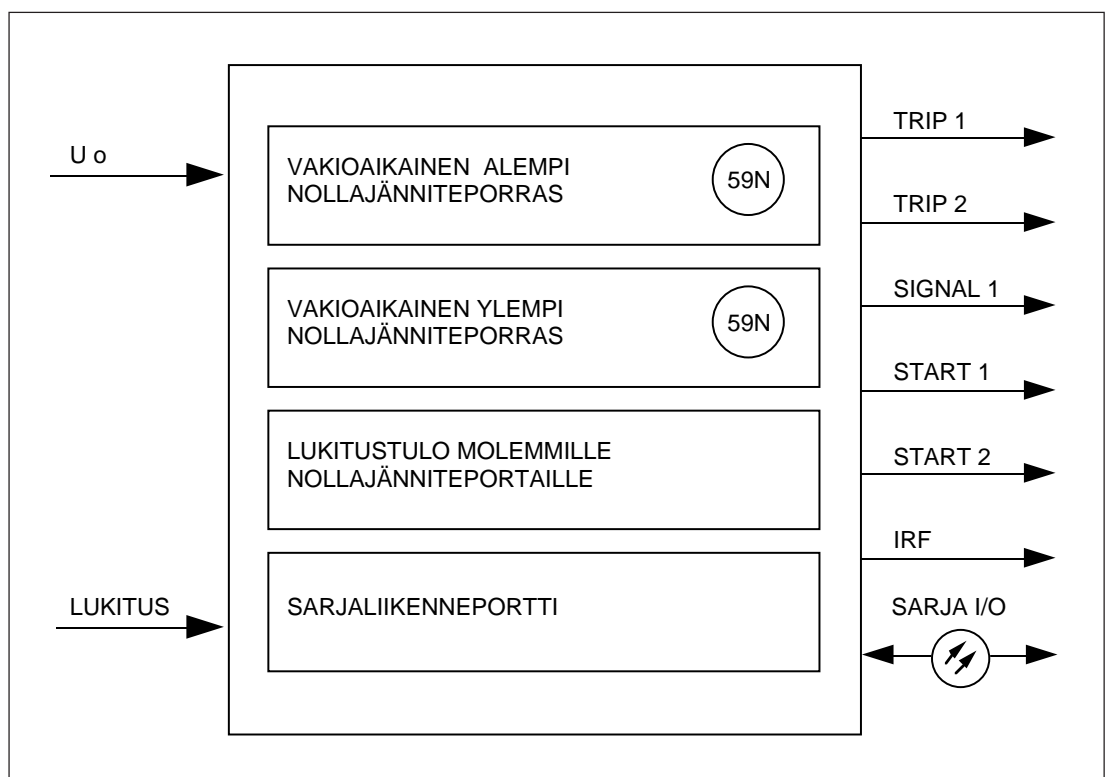 U o
LUKITUS
VAKIOAIKAINEN ALEMPI
NOLLAJÄNNITEPORRAS
59N
VAKIOAIKAINEN YLEMPI
NOLLAJÄNNITEPORRAS
59N
LUKITUSTULO MOLEMMILLE
NOLLAJÄNNITEPORTAILLE
SARJALIIKENNEPORTTI
TRIP 1
TRIP 2
SIGNAL 1
START 1
START 2
IRF
SARJA I/O